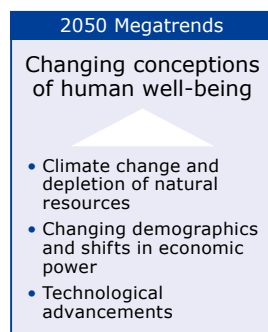 2050 Megatrends
Changing conceptions
of human well-being
• Climate change and
depletion of natural
resources
• Changing demographics
and shifts in economic
power
• Technological
advancements